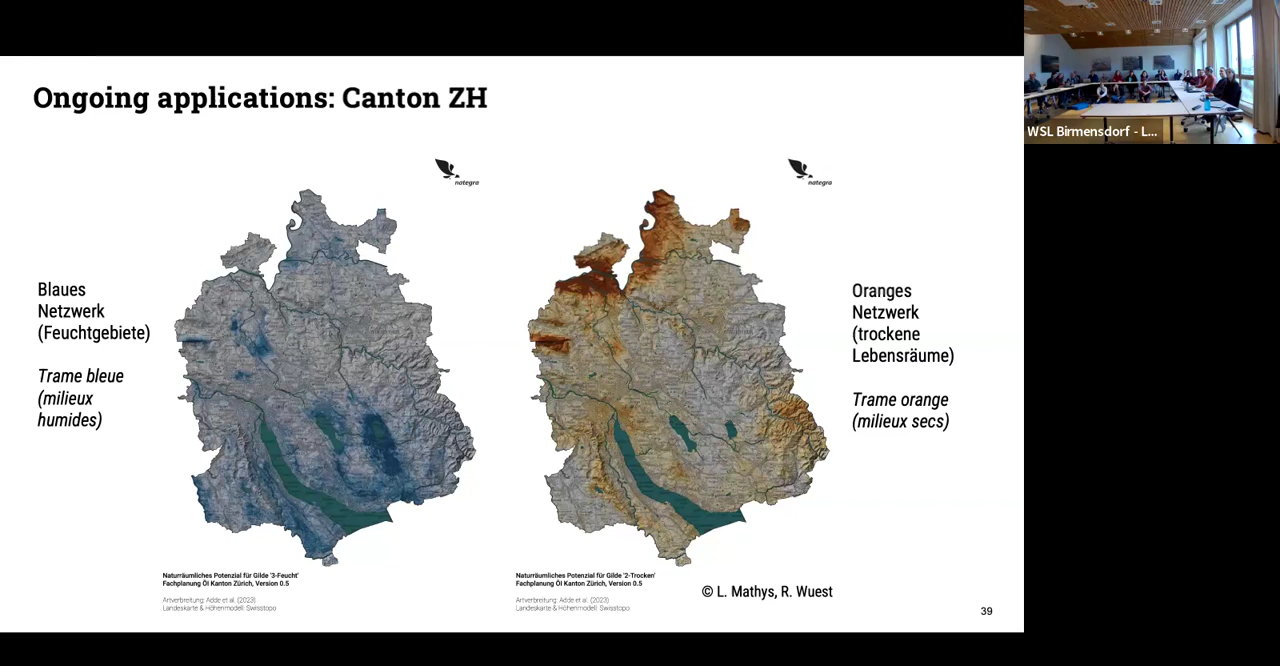 Ongoing applications: Canton ZH
WSL Birmensdorf - L...
nategra
nategra
Blaues
Netzwerk
(Feuchtgebiete)
Trame bleue
(milieux
humides)
Oranges
Netzwerk
(trockene
Lebensräume)
Trame orange
(milieux secs)
Naturräumliches Potenzial für Gilde '3-Feucht'
Fachplanung ÖI Kanton Zürich, Version 0.5
Artverbreitung: Adde et al. (2023)
Landeskarte & Höhenmodell: Swisstopo
Naturräumliches Potenzial für Gilde '2-Trocken'
Fachplanung ÖI Kanton Zürich, Version 0.5
Artverbreitung: Adde et al. (2023)
Landeskarte & Höhenmodell: Swisstopo
© L. Mathys, R. Wuest
39